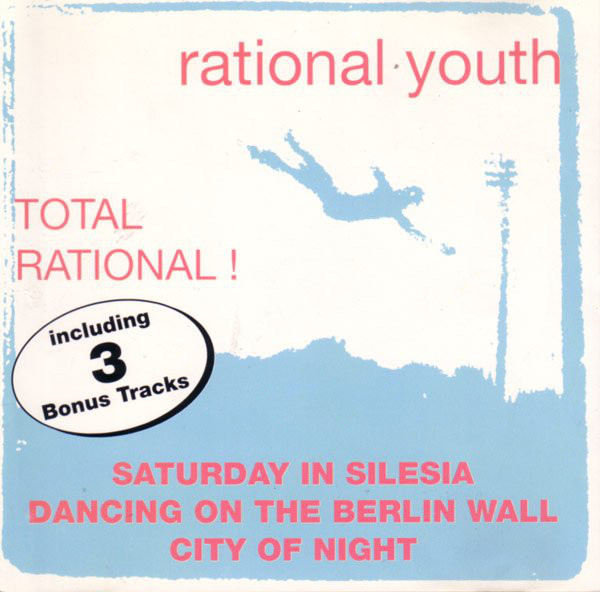 rational youth
TOTAL
RATIONAL !
including
3
Bonus Tracks
SATURDAY IN SILESIA
DANCING ON THE BERLIN WALL
CITY OF NIGHT